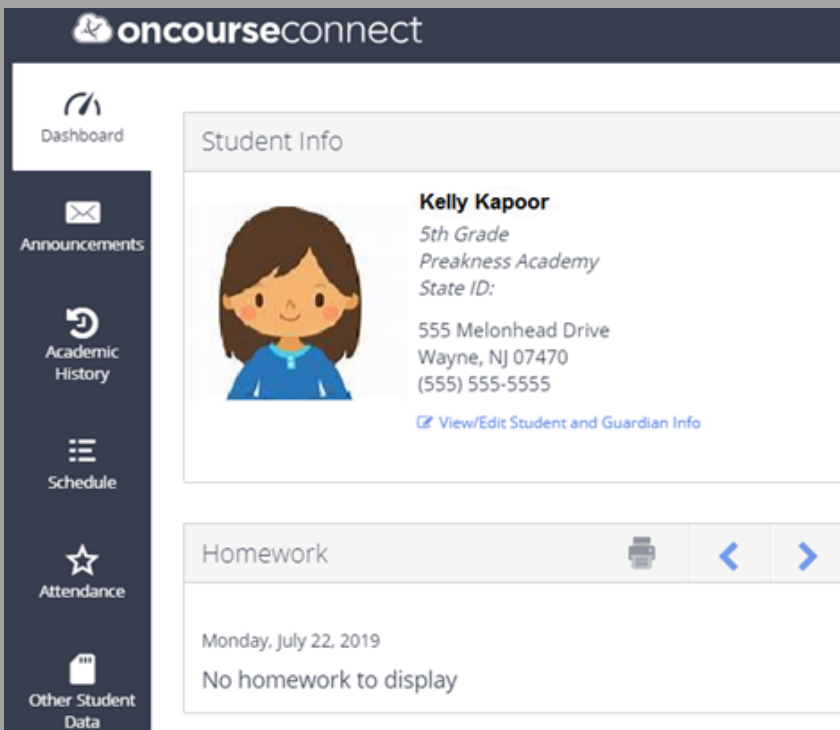 oncourseconnect
Dashboard
Announcements
Academic
History
Schedule
Attendance
Other Student
Data
Student Info
Kelly Kapoor
5th Grade
Preakness Academy
State ID:
555 Melonhead Drive
Wayne, NJ 07470
(555) 555-5555
View/Edit Student and Guardian Info
Homework
Monday, July 22, 2019
No homework to display